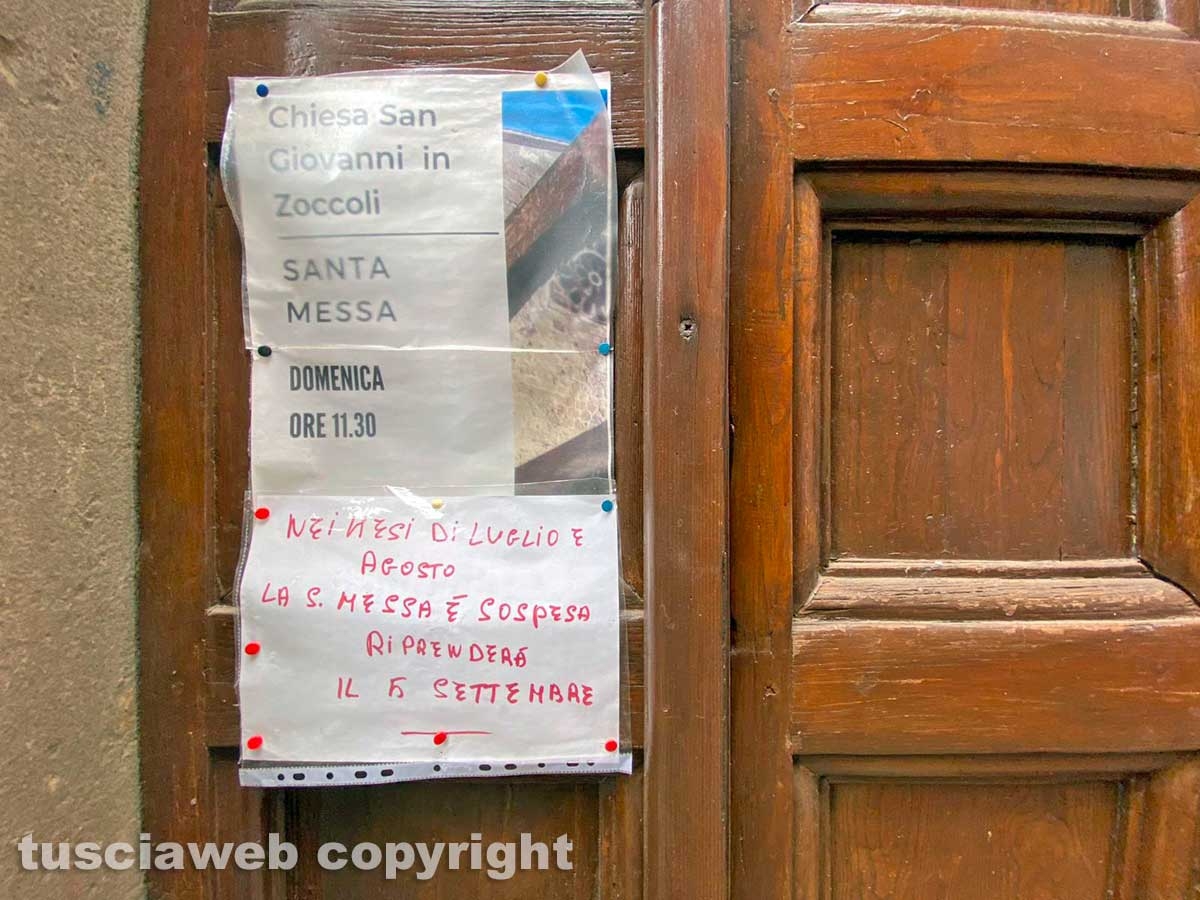 Chiesa San
Giovanni in
Zoccoli
SANTA
MESSA
DOMENICA
ORE 11.30
NEI MESI DI LUGLIO E
AGOSTO
LA S. MESSA É SOSPESA
RIPRENDERÁ
IL 5 SETTEMBRE
tusciaweb copyright